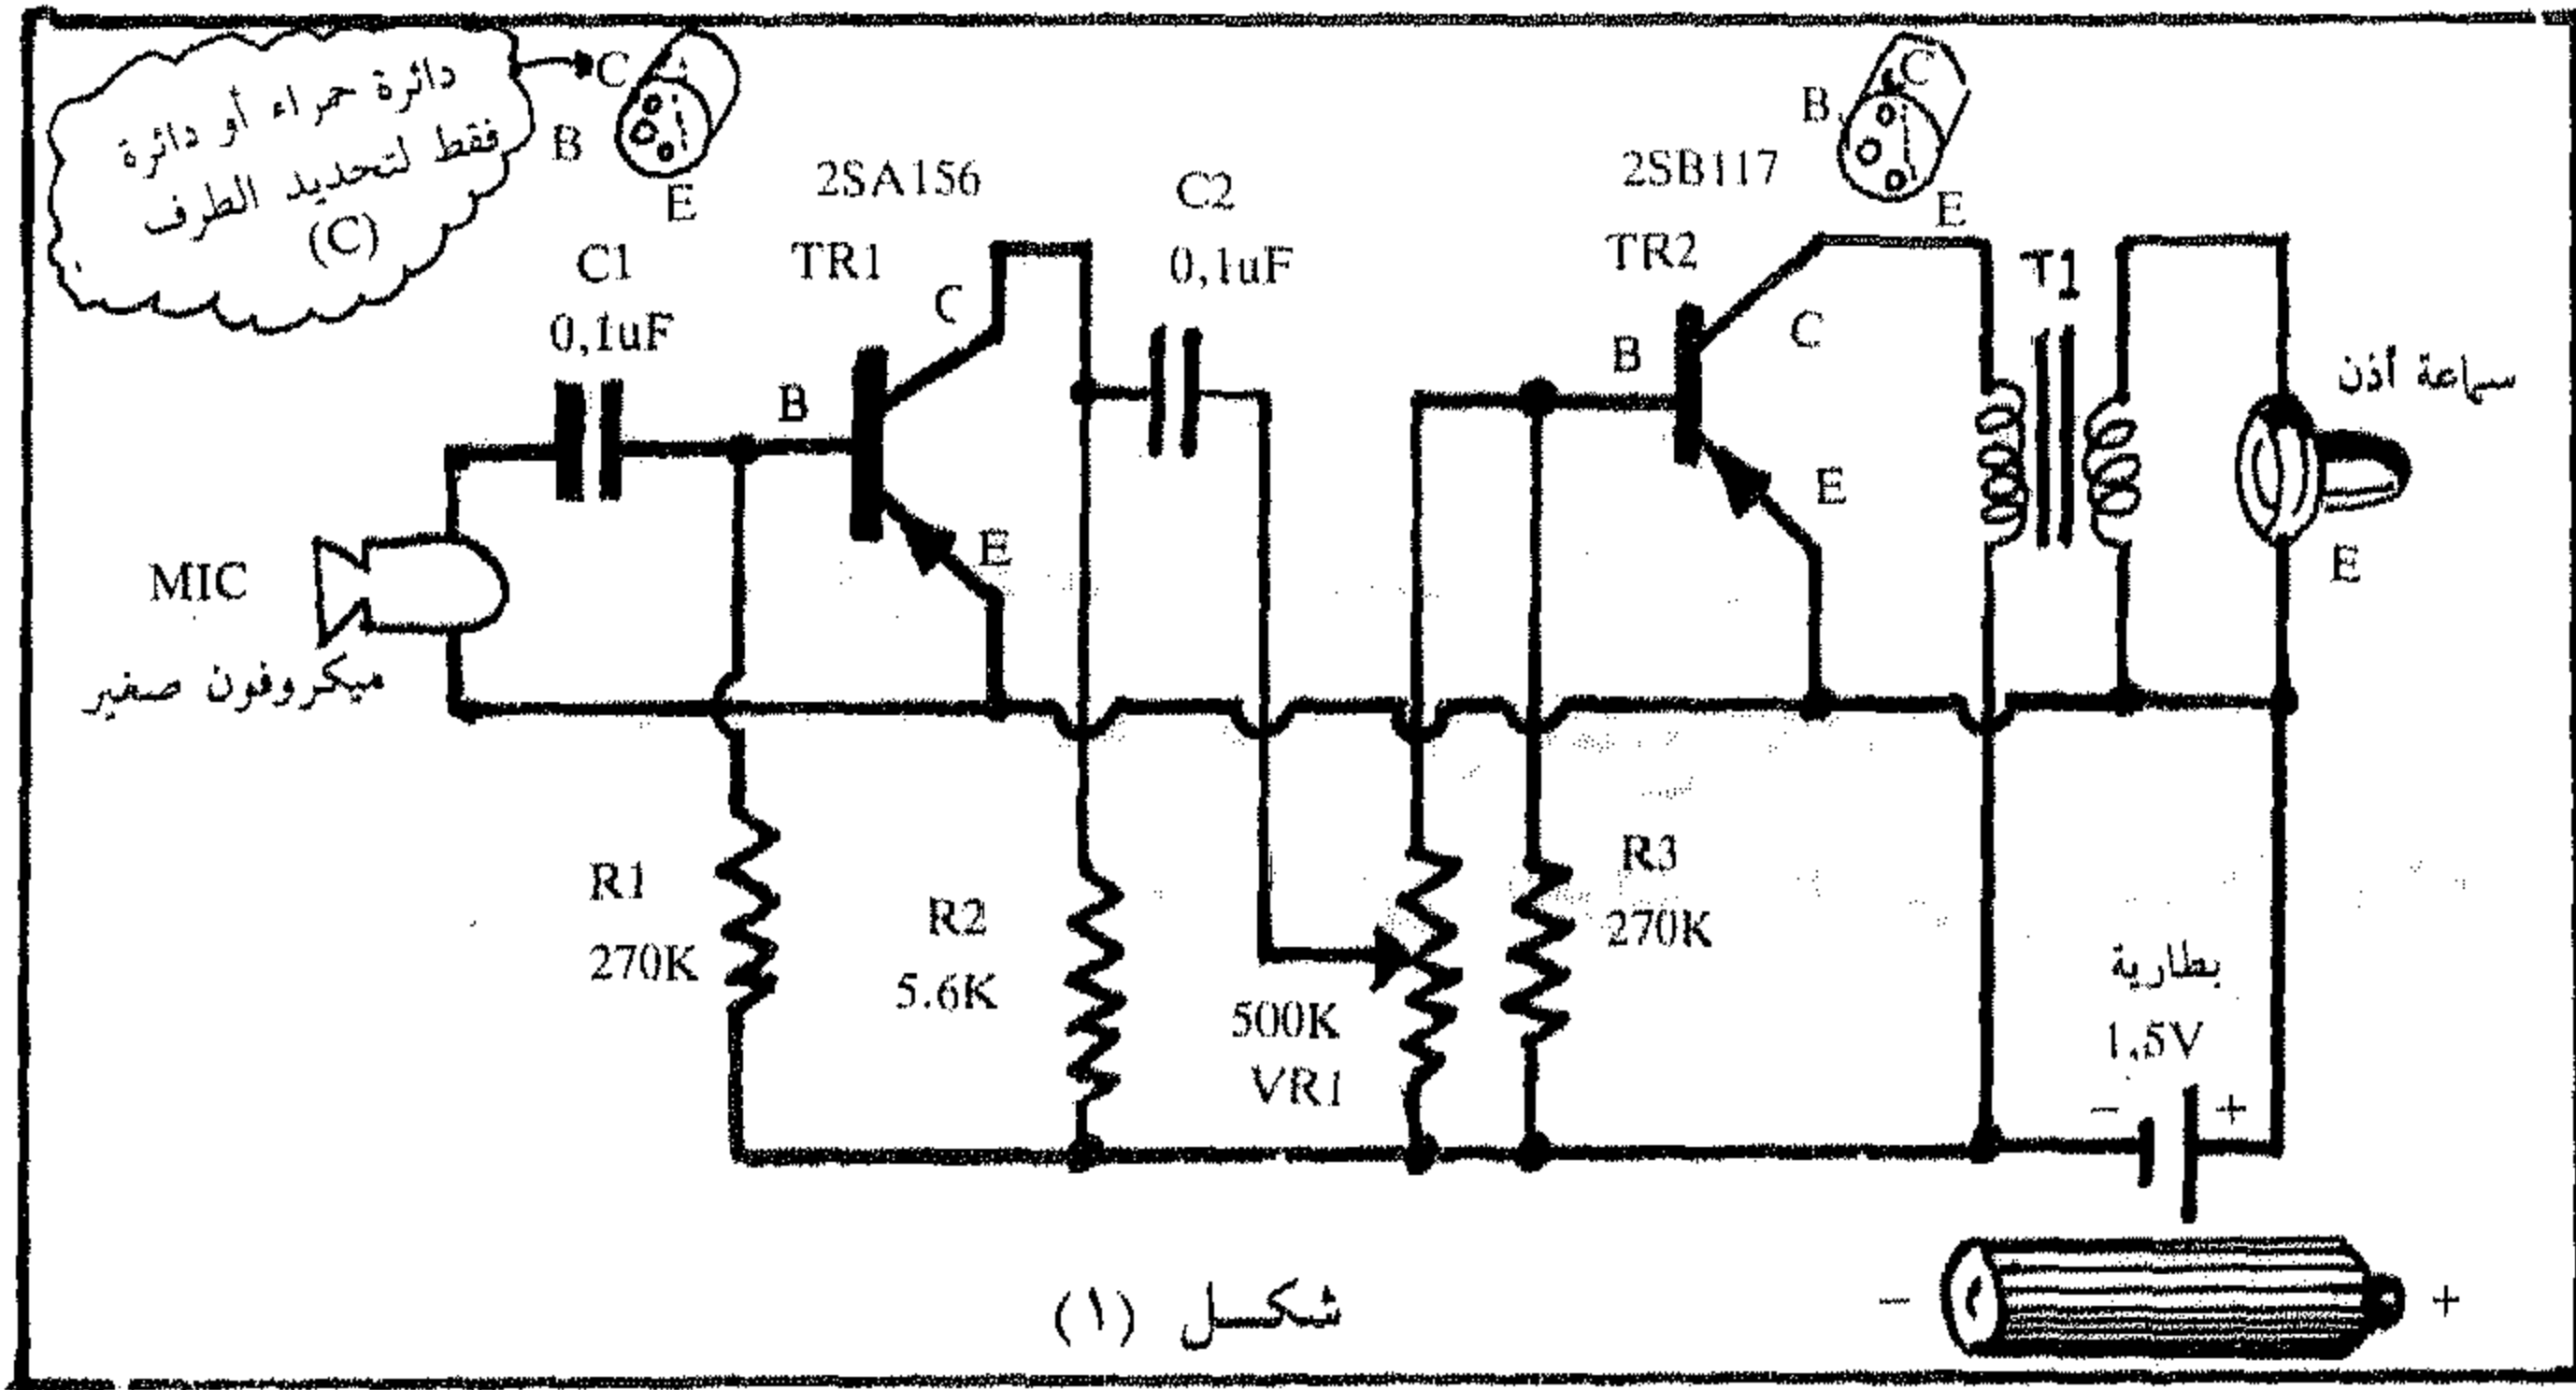 دائرة حمراء أو دائرة
فقط لتحديد الطرف
(C)
C
B
E
2SA156
TR1
C1
0,1uF
C2
0,1uF
2SB117
TR2
B
C
E
T1
B
C
E
B
C
E
سماعة أذن
E
MIC
ميكروفون صغير
R1
270K
R2
5.6K
500K
VR1
R3
270K
بطارية
1,5V
- +
- +
شكل (١)